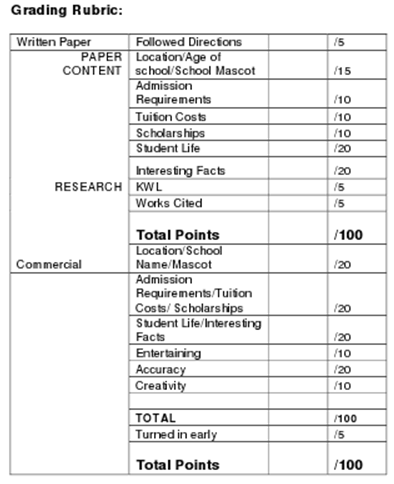 Grading Rubric:
Written Paper Followed Directions /5
PAPER Location/Age of
CONTENT school/School Mascot /15
Admission
Requirements /10
Tuition Costs /10
Scholarships /10
Student Life /20
Interesting Facts /20
RESEARCH KWL /5
Works Cited /5
Total Points /100
Location/School
Commercial Name/Mascot /20
Admission
Requirements/Tuition
Costs/ Scholarships /20
Student Life/Interesting
Facts /20
Entertaining /10
Accuracy /20
Creativity /10
TOTAL /100
Turned in early /5
Total Points /100